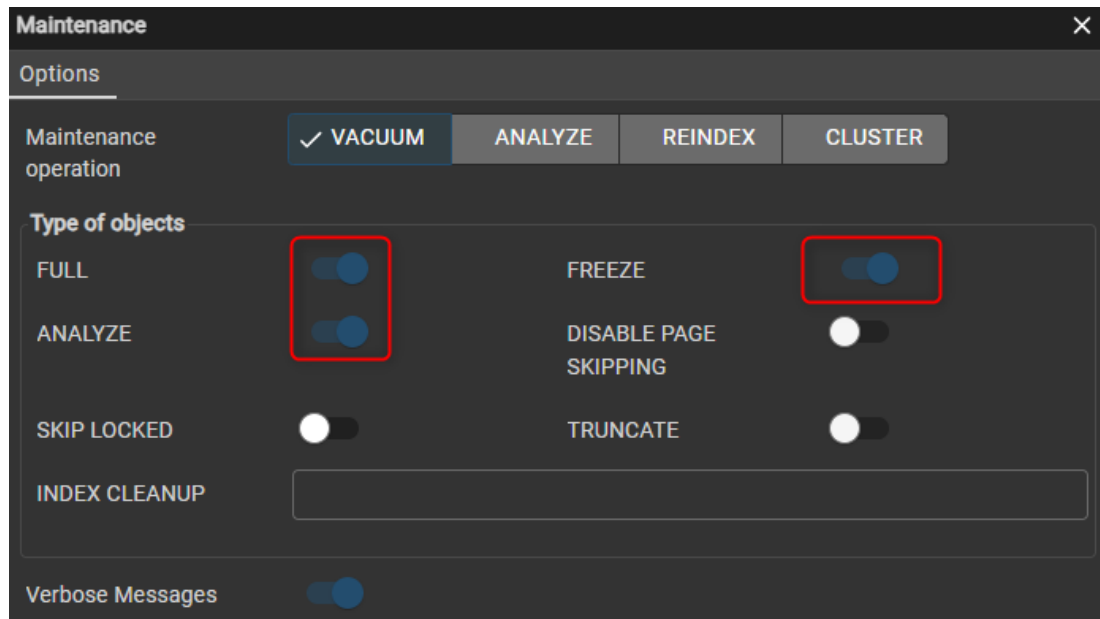 Maintenance
Options
Maintenance
operation
VACUUM ANALYZE REINDEX CLUSTER
Type of objects
FULL FREEZE
ANALYZE DISABLE PAGE
SKIPPING
SKIP LOCKED TRUNCATE
INDEX CLEANUP
Verbose Messages